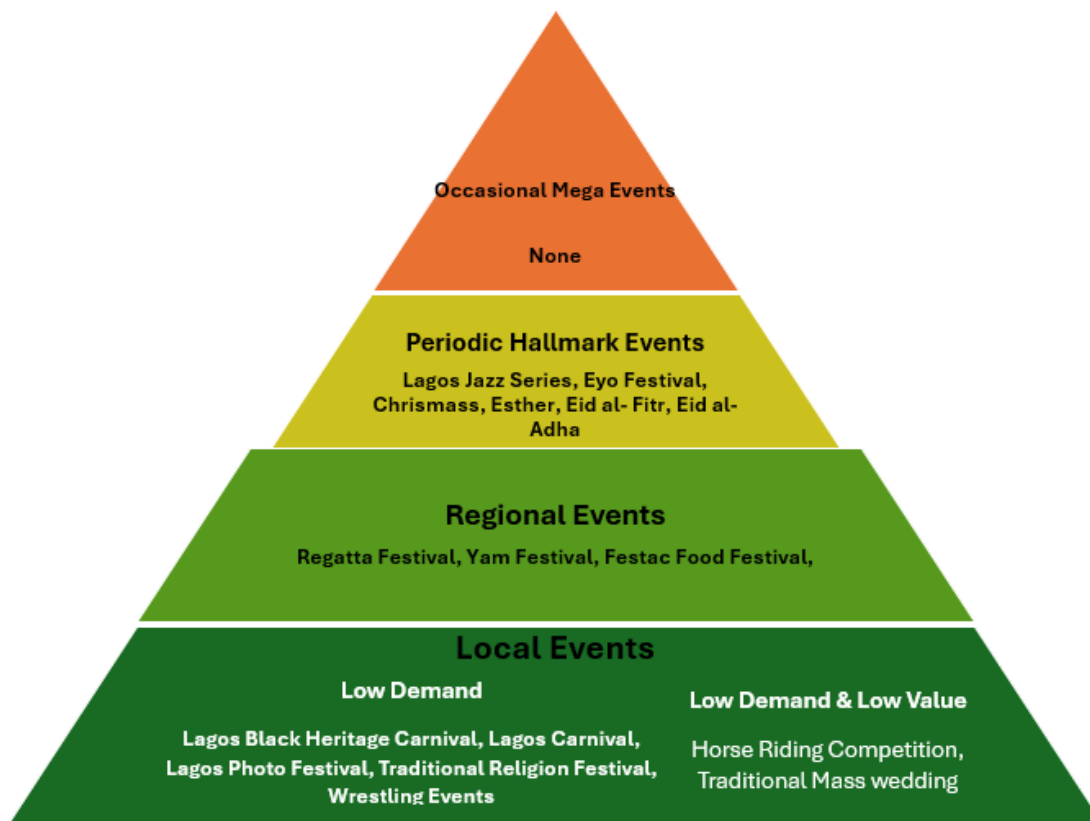 Occasional Mega Events
None
Periodic Hallmark Events
Lagos Jazz Series, Eyo Festival,
Chrismass, Esther, Eid al- Fitr, Eid al-
Adha
Regional Events
Regatta Festival, Yam Festival, Festac Food Festival,
Local Events
Low Demand
Lagos Black Heritage Carnival, Lagos Carnival,
Lagos Photo Festival, Traditional Religion Festival,
Wrestling Events
Low Demand & Low Value
Horse Riding Competition,
Traditional Mass wedding